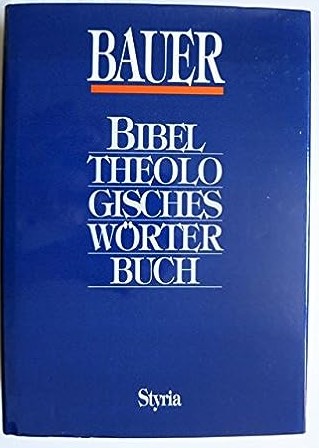 BAUER
BIBEL
THEOLO
GISCHES
WÖRTER
BUCH
Styria